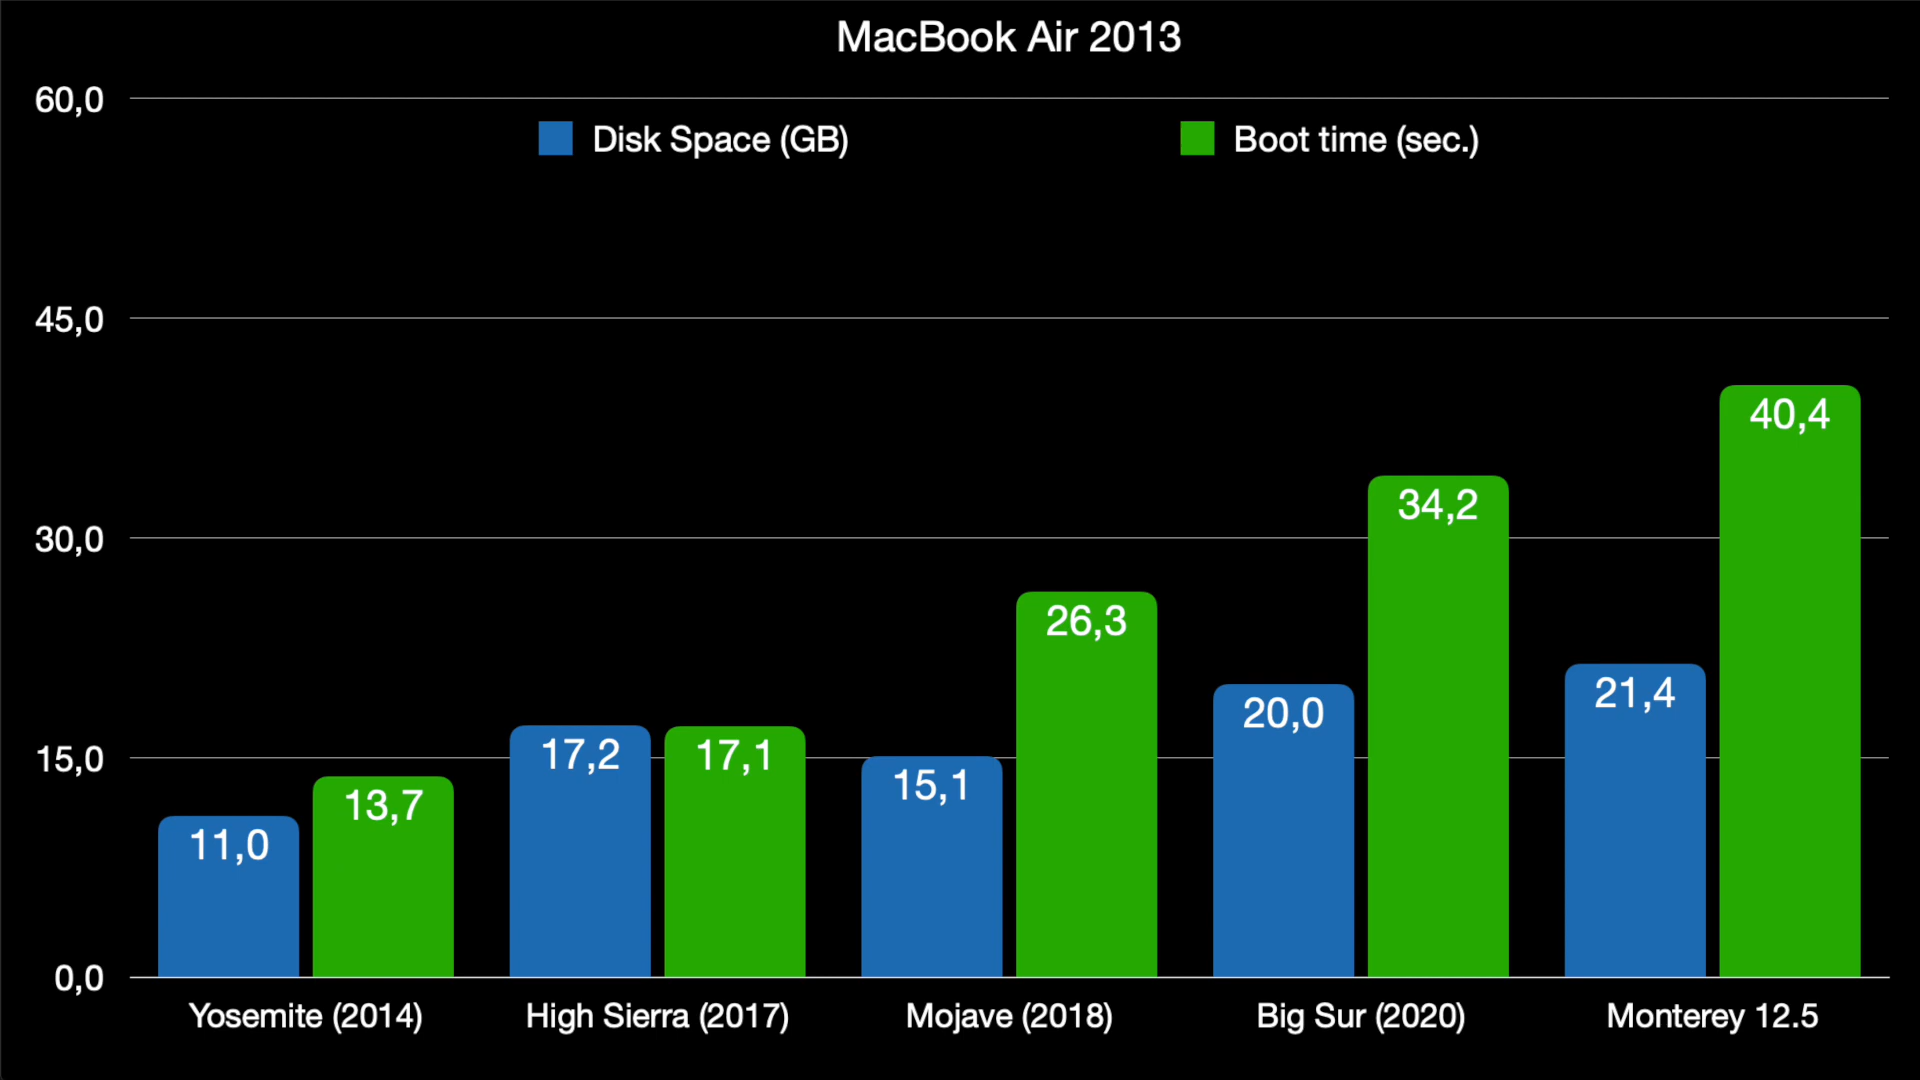 MacBook Air 2013
60,0
Disk Space (GB)
Boot time (sec.)
45,0
40,4
34,2
30,0
26,3
21,4
20,0
17,2
17,1
15,0
15,1
13,7
11,0
0,0
Yosemite (2014)
High Sierra (2017)
Mojave (2018)
Big Sur (2020)
Monterey 12.5